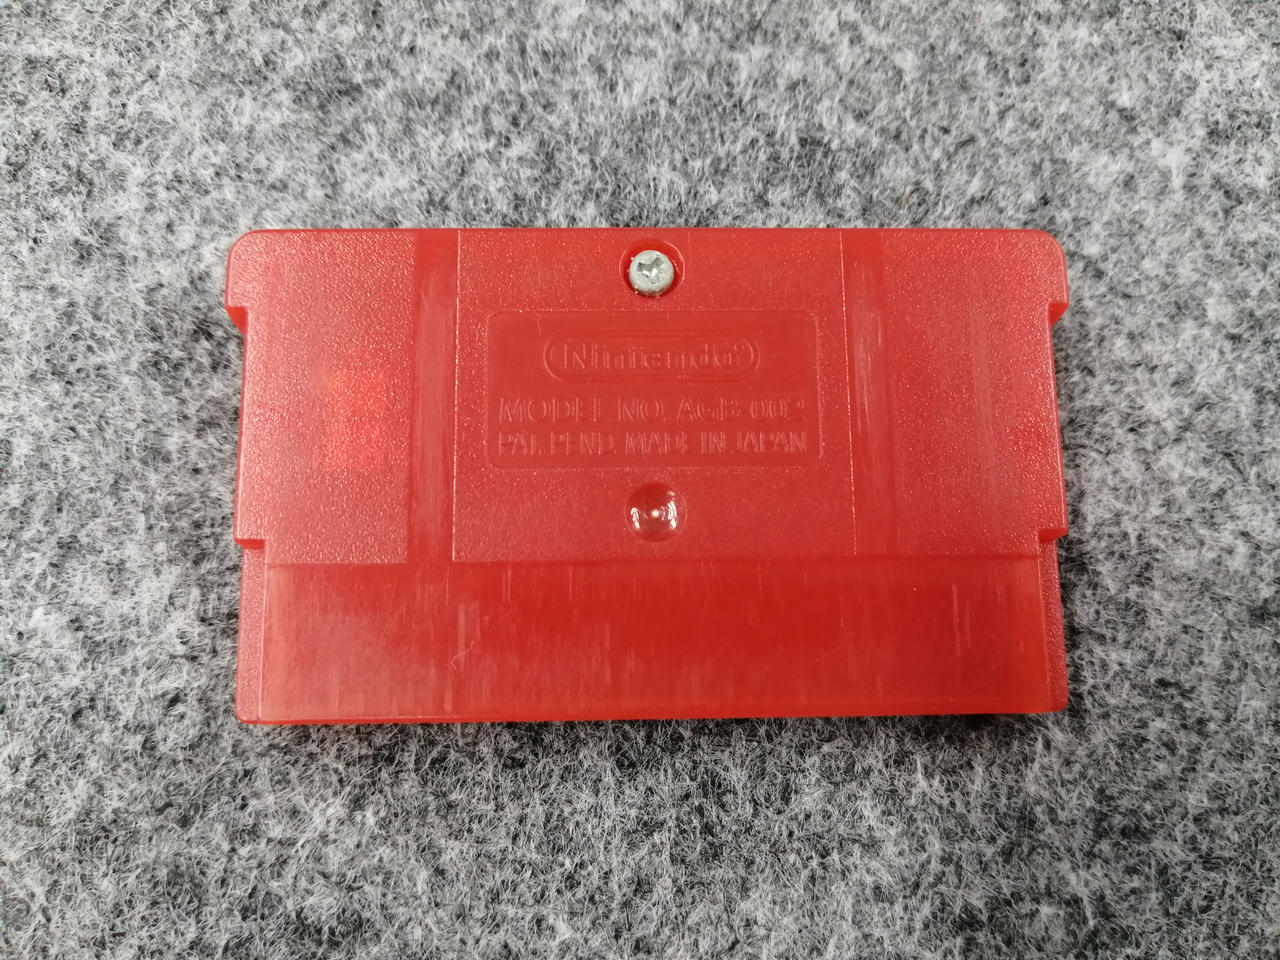 Nintendo
MODEL NO. AGB-002
PAT. PEND. MADE IN JAPAN